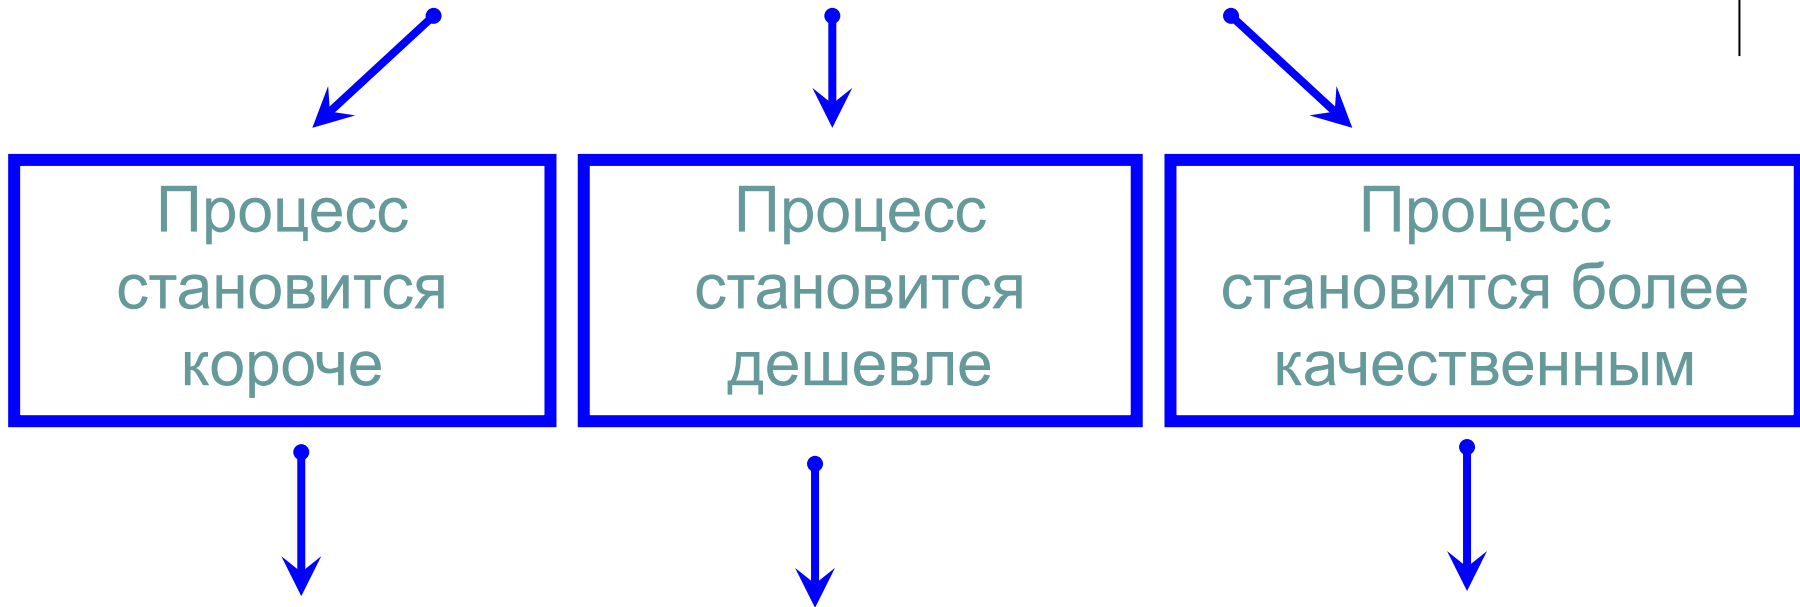 Процесс
становится
короче
Процесс
становится
дешевле
Процесс
становится более
качественным